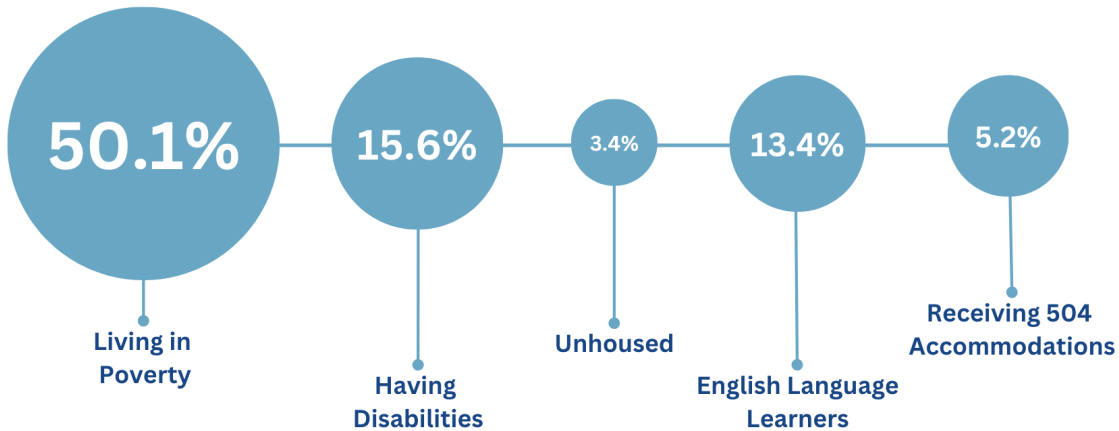 50.1%
Living in
Poverty
15.6%
Having
Disabilities
3.4%
Unhoused
13.4%
English Language
Learners
5.2%
Receiving 504
Accommodations